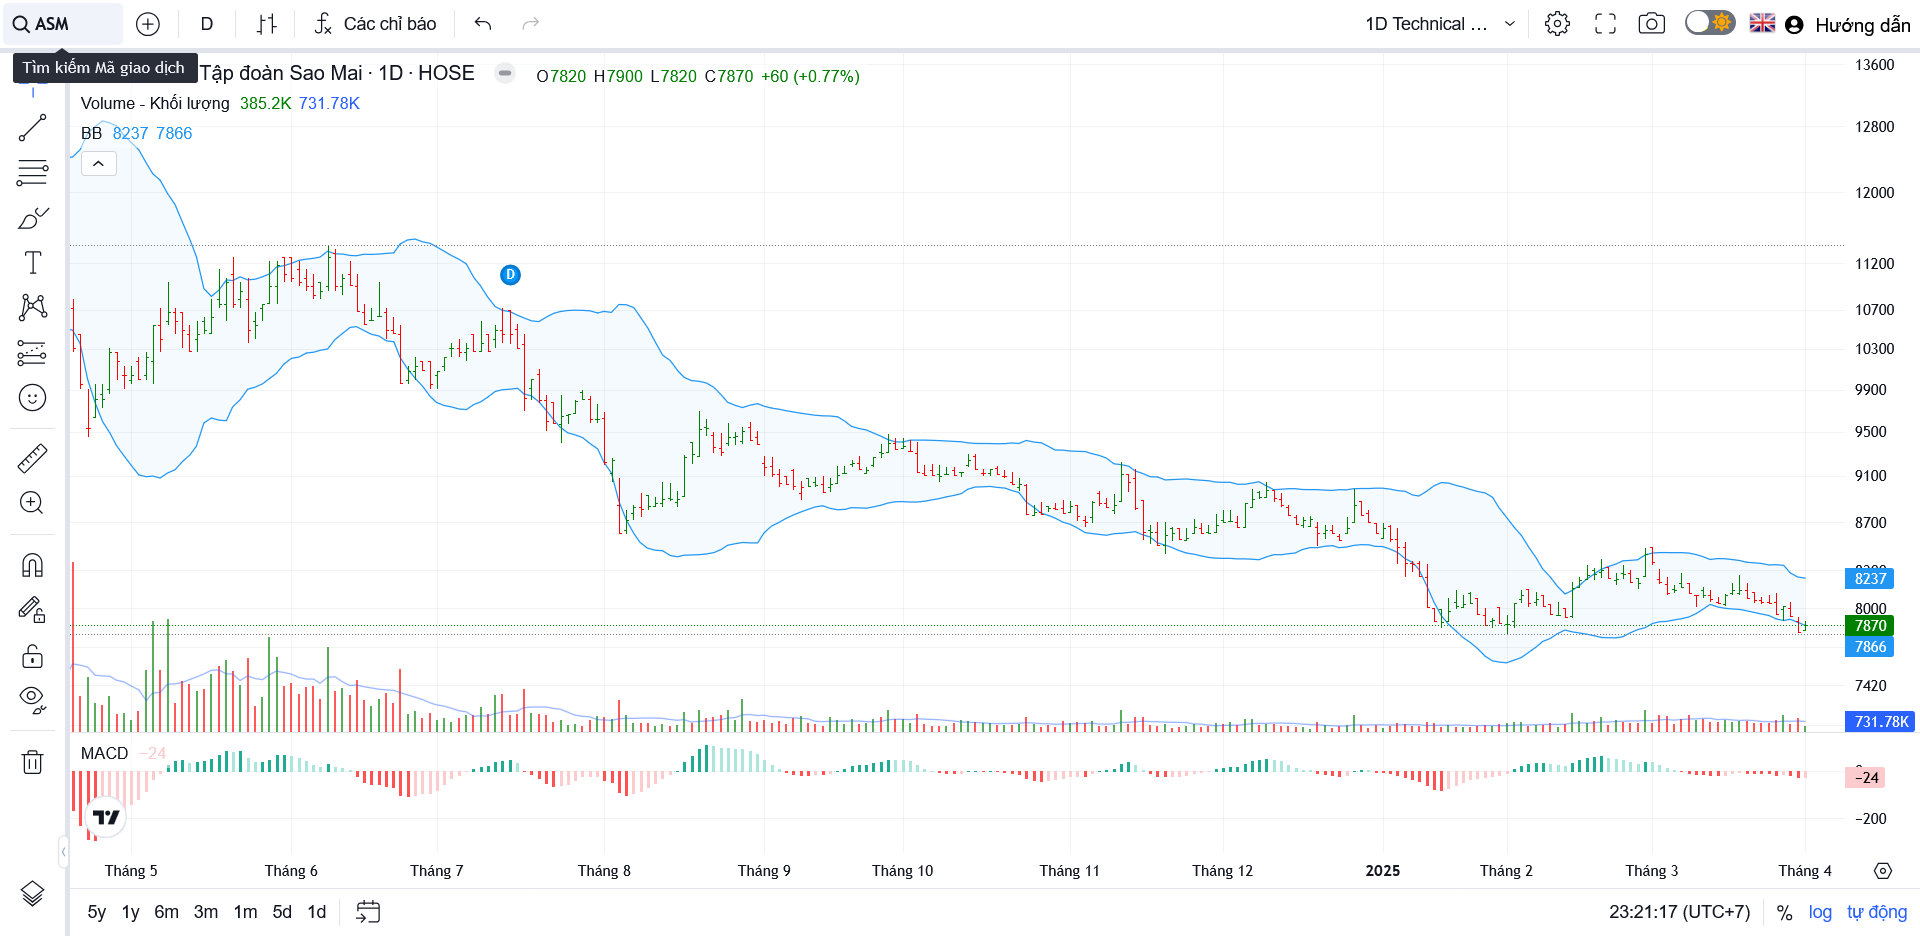 ASM
D
Các chỉ báo
1D Technical ...
Hướng dẫn
Tìm kiếm Mã giao dịch
Tập đoàn Sao Mai · 1D · HOSE
O7820 H7900 L7820 C7870 +60 (+0.77%)
Volume - Khối lượng 385.2K 731.78K
BB 8237 7866
D
13600
12800
12000
11200
10700
10300
9900
9500
9100
8700
8237
8000
7870
7866
7420
731.78K
MACD −24
−24
−200
Tháng 5
Tháng 6
Tháng 7
Tháng 8
Tháng 9
Tháng 10
Tháng 11
Tháng 12
2025
Tháng 2
Tháng 3
Tháng 4
5y 1y 6m 3m 1m 5d 1d
23:21:17 (UTC+7)
% log tự động